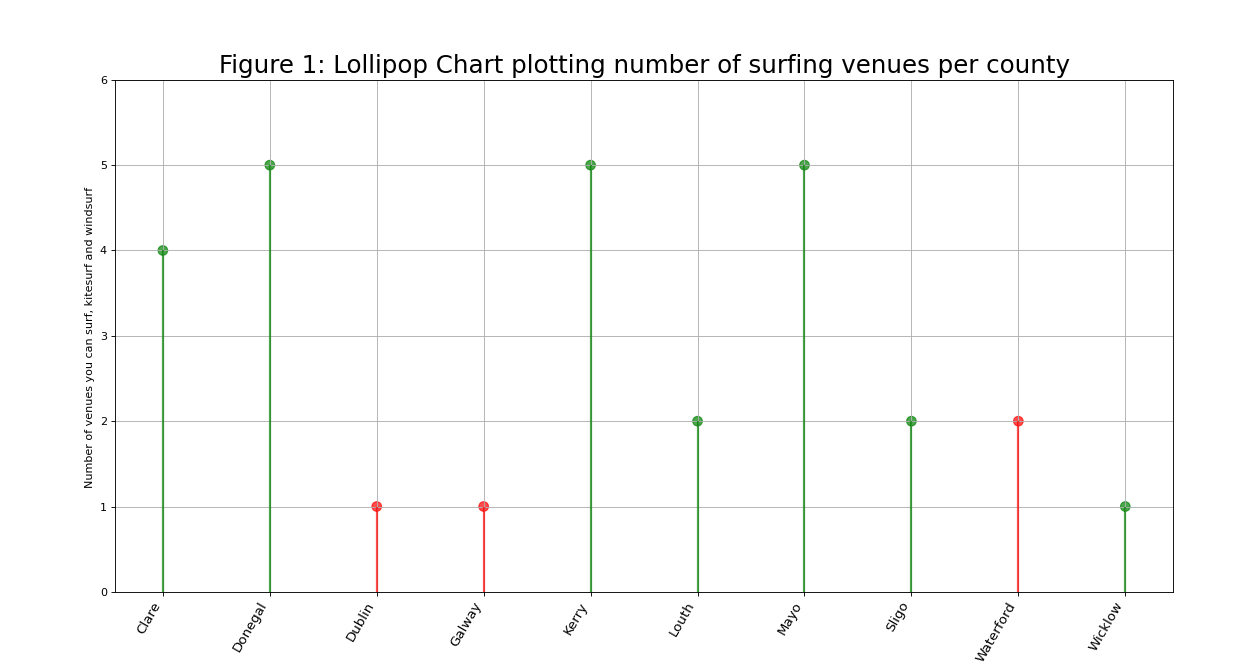 Figure 1: Lollipop Chart plotting number of surfing venues per county
Number of venues you can surf, kitesurf and windsurf
6
5
4
3
2
1
0
Clare
Donegal
Dublin
Galway
Kerry
Louth
Mayo
Sligo
Waterford
Wicklow